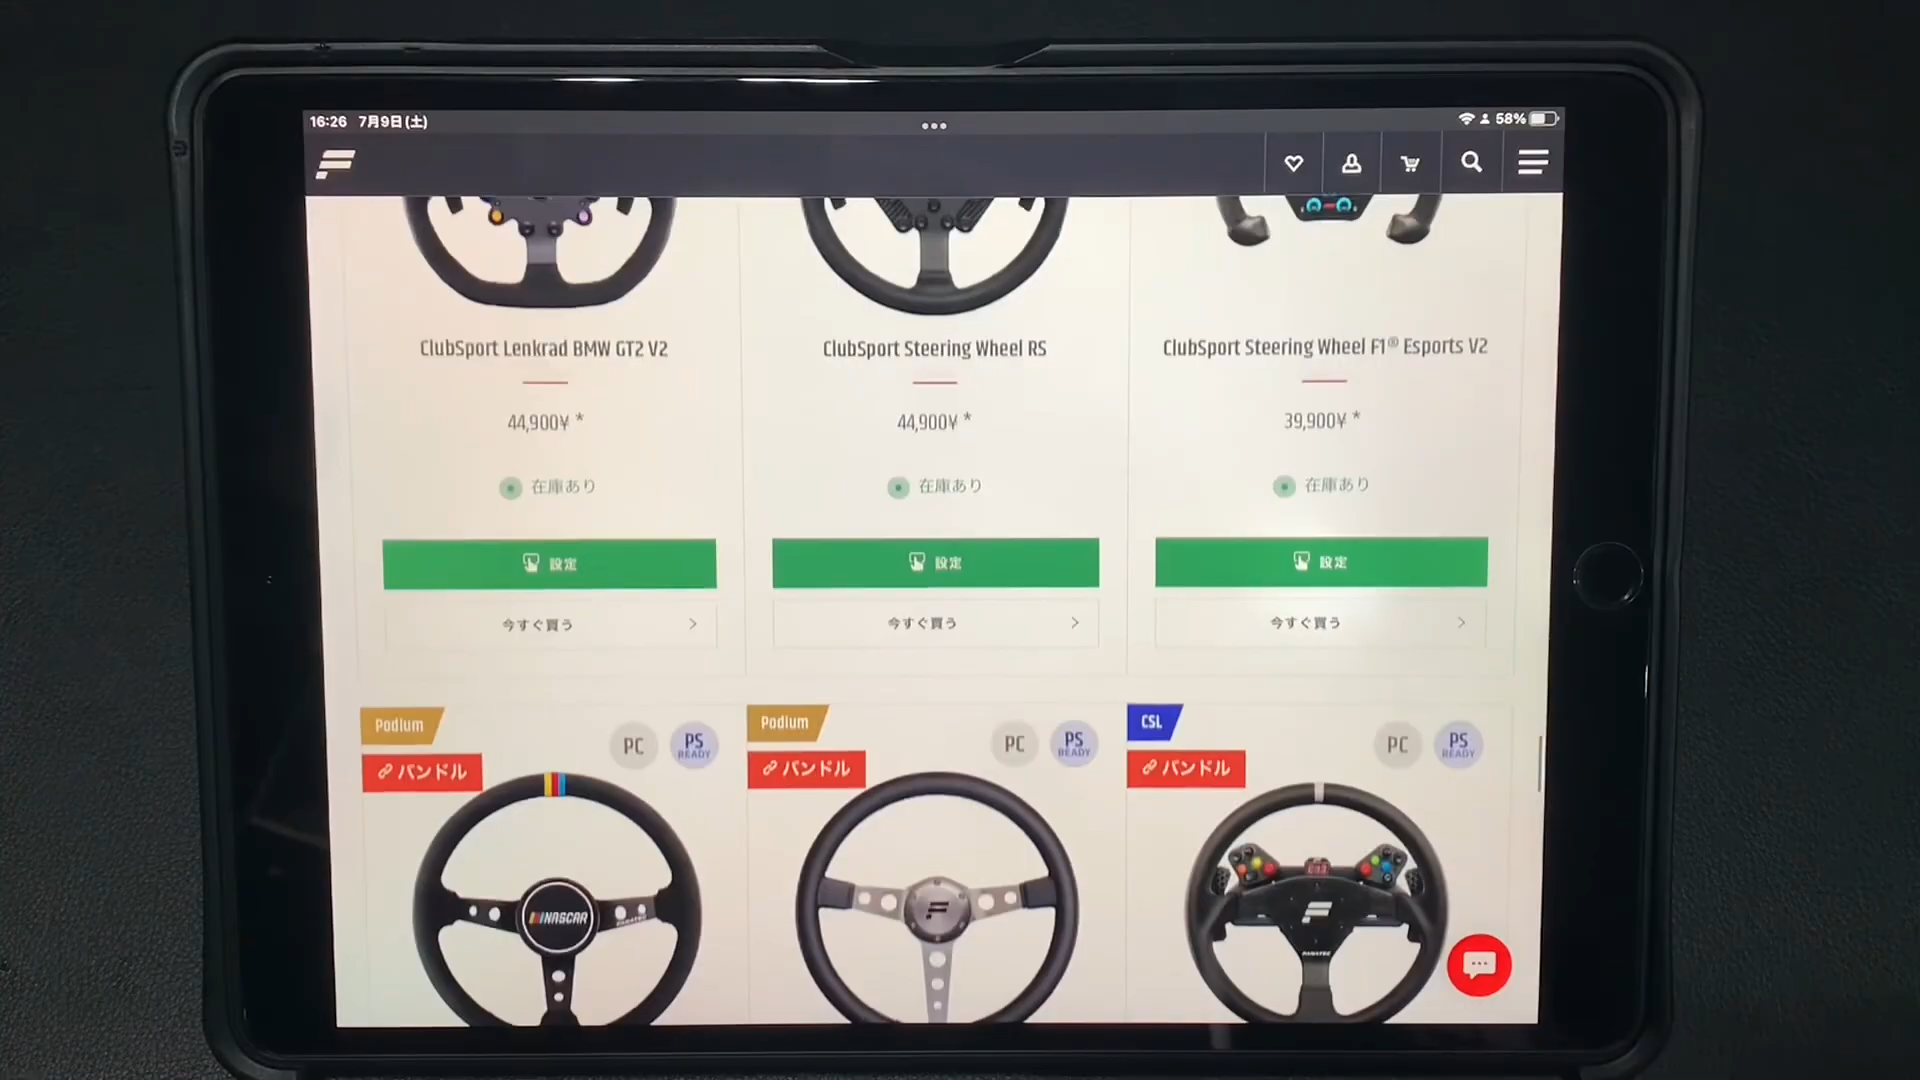 16:26 7月9日(土)
58%
ClubSport Lenkrad BMW GT2 V2
ClubSport Steering Wheel RS
ClubSport Steering Wheel F1® Esports V2
44,900¥ *
44,900¥ *
39,900¥ *
在庫あり
在庫あり
在庫あり
設定
設定
設定
今すぐ買う
今すぐ買う
今すぐ買う
Podium
PC
PS
READY
バンドル
Podium
PC
PS
READY
バンドル
CSL
PC
PS
READY
バンドル
NASCAR
FANATEC
FANATEC